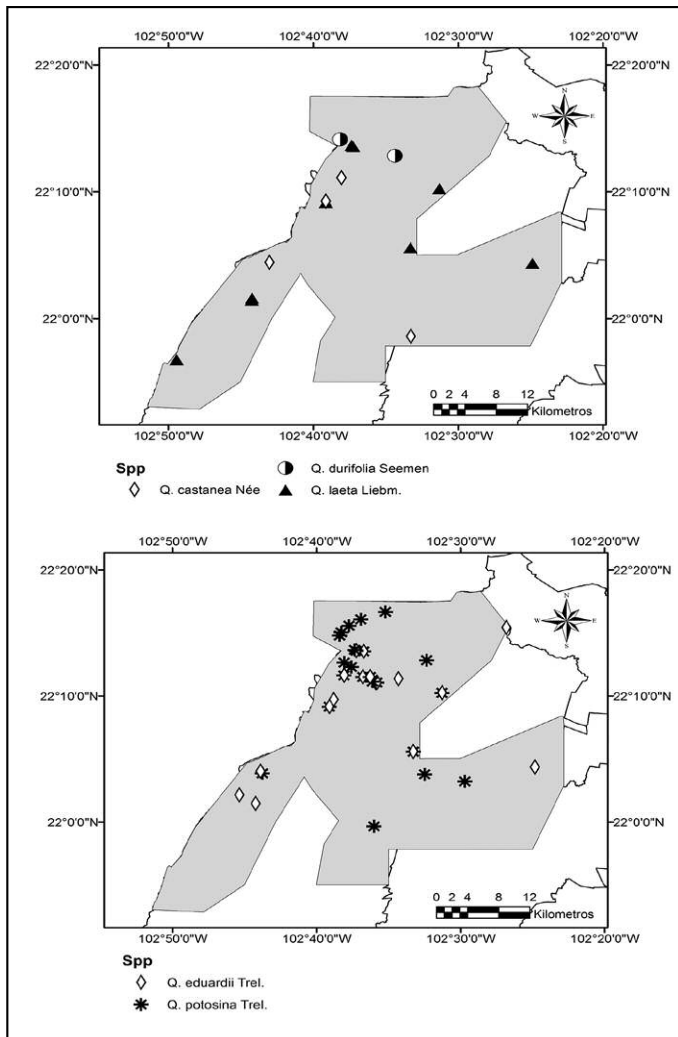 102°50'0"W 102°40'0"W 102°30'0"W 102°20'0"W
22°20'0"N 22°20'0"N
N
W E
S
22°10'0"N 22°10'0"N
22°0'0"N 22°0'0"N
0 2 4 8 12
Kilometros
102°50'0"W 102°40'0"W 102°30'0"W 102°20'0"W
Spp
Q. durifolia Seemen
Q. castanea Née
Q. laeta Liebm.
102°50'0"W 102°40'0"W 102°30'0"W 102°20'0"W
22°20'0"N 22°20'0"N
N
W E
S
22°10'0"N 22°10'0"N
22°0'0"N 22°0'0"N
0 2 4 8 12
Kilometros
102°50'0"W 102°40'0"W 102°30'0"W 102°20'0"W
Spp
Q. eduardii Trel.
Q. potosina Trel.